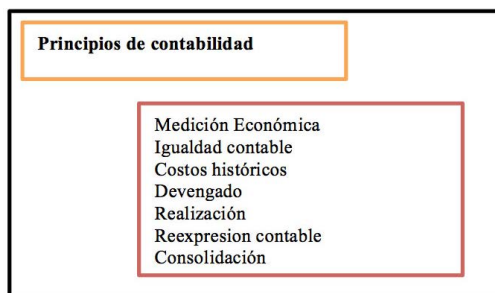 Principios de contabilidad
Medición Económica
Igualdad contable
Costos históricos
Devengado
Realización
Reexpresion contable
Consolidación